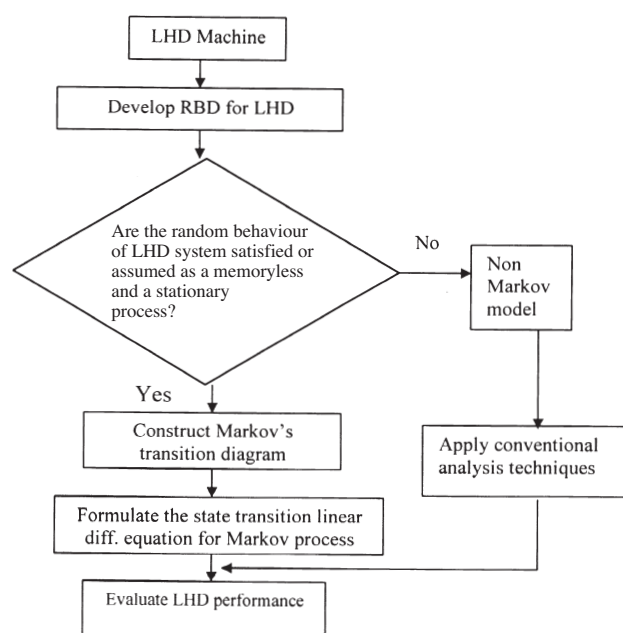 LHD Machine
Develop RBD for LHD
Are the random behaviour
of LHD system satisfied or
assumed as a memoryless
and a stationary
process?
No
Non
Markov
model
Yes
Construct Markov's
transition diagram
Apply conventional
analysis techniques
Formulate the state transition linear
diff. equation for Markov process
Evaluate LHD performance